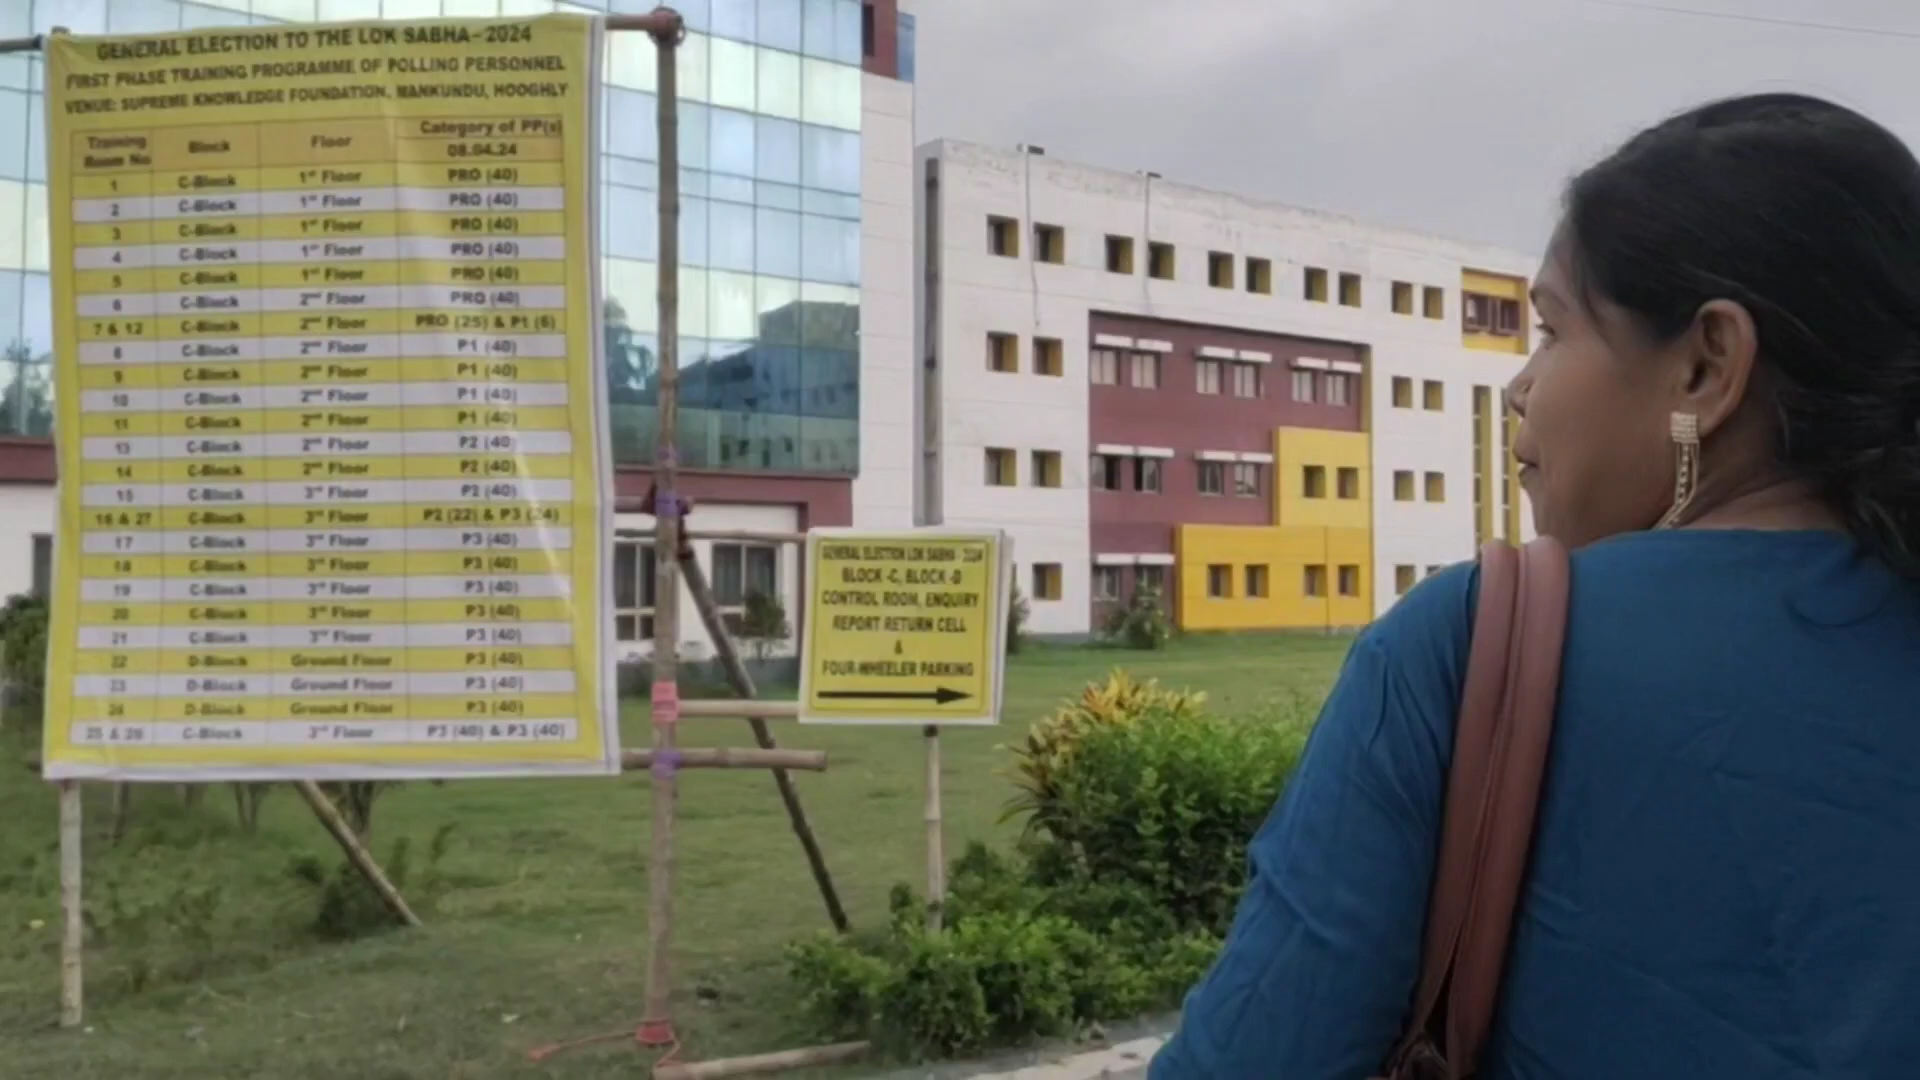 GENERAL ELECTION TO THE LOK SABHA - 2024
FIRST PHASE TRAINING PROGRAMME OF POLLING PERSONNEL
VENUE: SUPREME KNOWLEDGE FOUNDATION, MANKUNDU, HOOGHLY
Training Room No Block Floor Category of PP(s) 08.04.24
1 C-Block 1st Floor PRO (40)
2 C-Block 1st Floor PRO (40)
3 C-Block 1st Floor PRO (40)
4 C-Block 1st Floor PRO (40)
5 C-Block 1st Floor PRO (40)
6 C-Block 2nd Floor PRO (40)
7 & 12 C-Block 2nd Floor PRO (25) & P1 (6)
8 C-Block 2nd Floor P1 (40)
9 C-Block 2nd Floor P1 (40)
10 C-Block 2nd Floor P1 (40)
11 C-Block 2nd Floor P1 (40)
13 C-Block 2nd Floor P2 (40)
14 C-Block 2nd Floor P2 (40)
15 C-Block 3rd Floor P2 (40)
16 & 27 C-Block 3rd Floor P2 (22) & P3 (24)
17 C-Block 3rd Floor P3 (40)
18 C-Block 3rd Floor P3 (40)
19 C-Block 3rd Floor P3 (40)
20 C-Block 3rd Floor P3 (40)
21 C-Block 3rd Floor P3 (40)
22 D-Block Ground Floor P3 (40)
23 D-Block Ground Floor P3 (40)
24 D-Block Ground Floor P3 (40)
25 & 26 C-Block 3rd Floor P3 (40) & P3 (40)
GENERAL ELECTION LOK SABHA - 2024
BLOCK -C, BLOCK -D
CONTROL ROOM, ENQUIRY
REPORT RETURN CELL
&
FOUR-WHEELER PARKING